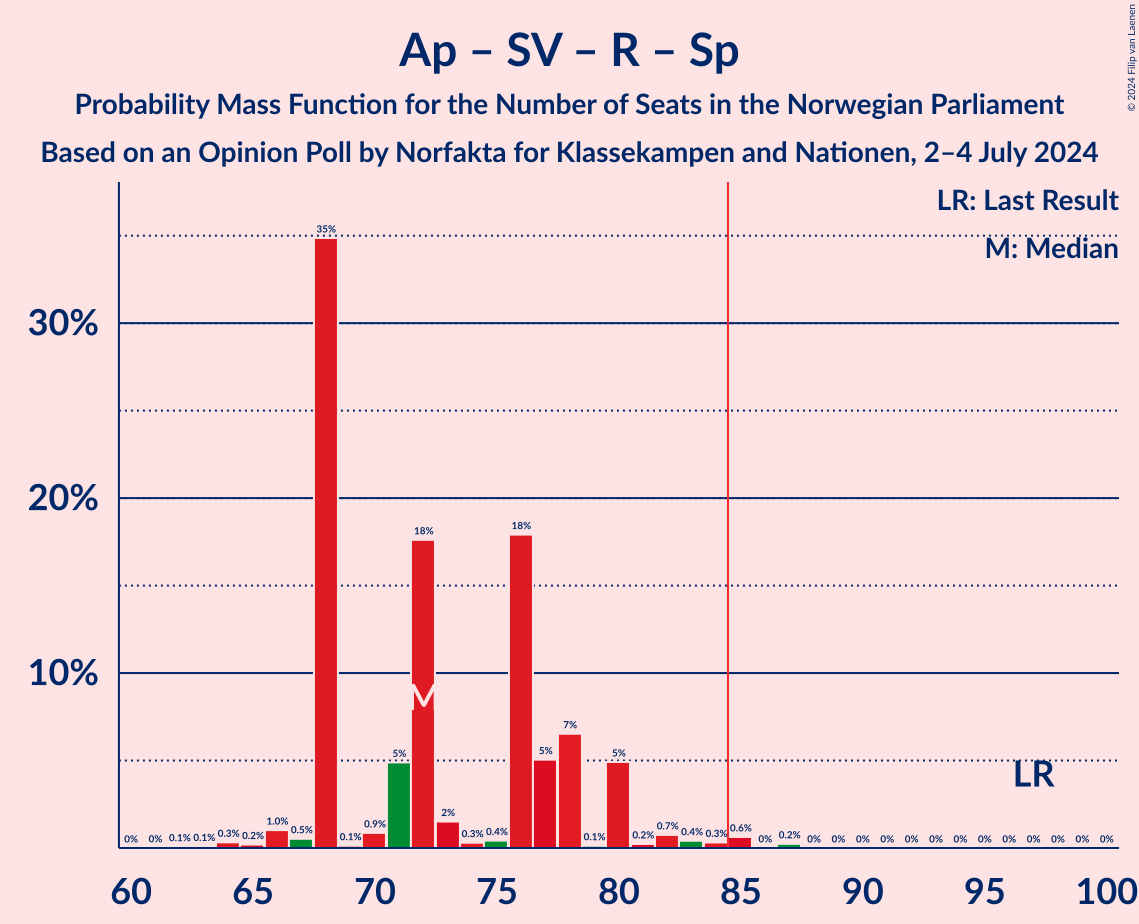 Ap – SV – R – Sp
Probability Mass Function for the Number of Seats in the Norwegian Parliament
Based on an Opinion Poll by Norfakta for Klassekampen and Nationen, 2–4 July 2024
© 2024 Filip van Laenen
LR: Last Result
M: Median
30%
20%
10%
0% 0% 0.1% 0.1% 0.3% 0.2% 1.0% 0.5% 35% 0.1% 0.9% 5% 18% 2% 0.3% 0.4% 18% 5% 7% 0.1% 5% 0.2% 0.7% 0.4% 0.3% 0.6% 0% 0.2% 0% 0% 0% 0% 0% 0% 0% 0% 0% 0% 0% 0% 0%
M
LR
60 65 70 75 80 85 90 95 100